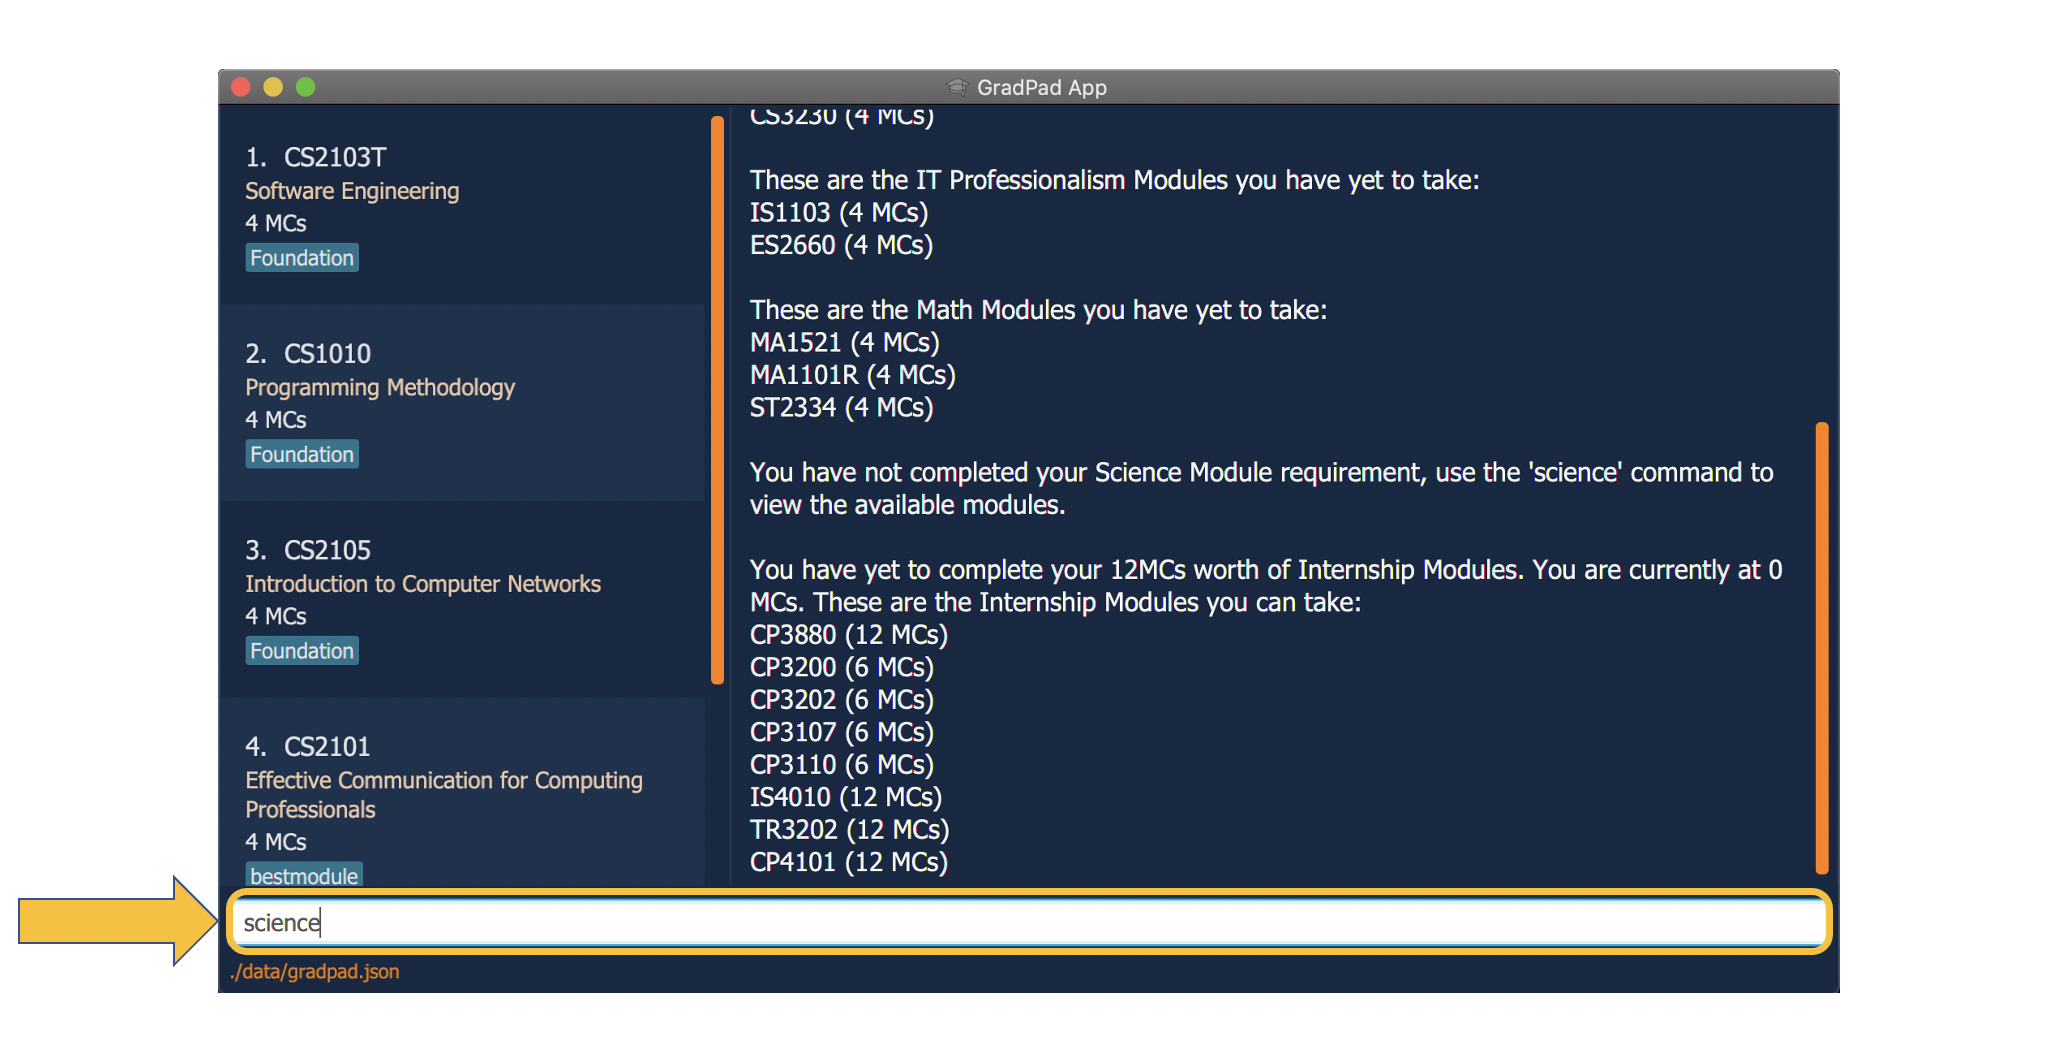 GradPad App
1. CS2103T
Software Engineering
4 MCs
Foundation
2. CS1010
Programming Methodology
4 MCs
Foundation
3. CS2105
Introduction to Computer Networks
4 MCs
Foundation
4. CS2101
Effective Communication for Computing
Professionals
4 MCs
bestmodule
CS3230 (4 MCs)
These are the IT Professionalism Modules you have yet to take:
IS1103 (4 MCs)
ES2660 (4 MCs)
These are the Math Modules you have yet to take:
MA1521 (4 MCs)
MA1101R (4 MCs)
ST2334 (4 MCs)
You have not completed your Science Module requirement, use the 'science' command to
view the available modules.
You have yet to complete your 12MCs worth of Internship Modules. You are currently at 0
MCs. These are the Internship Modules you can take:
CP3880 (12 MCs)
CP3200 (6 MCs)
CP3202 (6 MCs)
CP3107 (6 MCs)
CP3110 (6 MCs)
IS4010 (12 MCs)
TR3202 (12 MCs)
CP4101 (12 MCs)
science
./data/gradpad.json